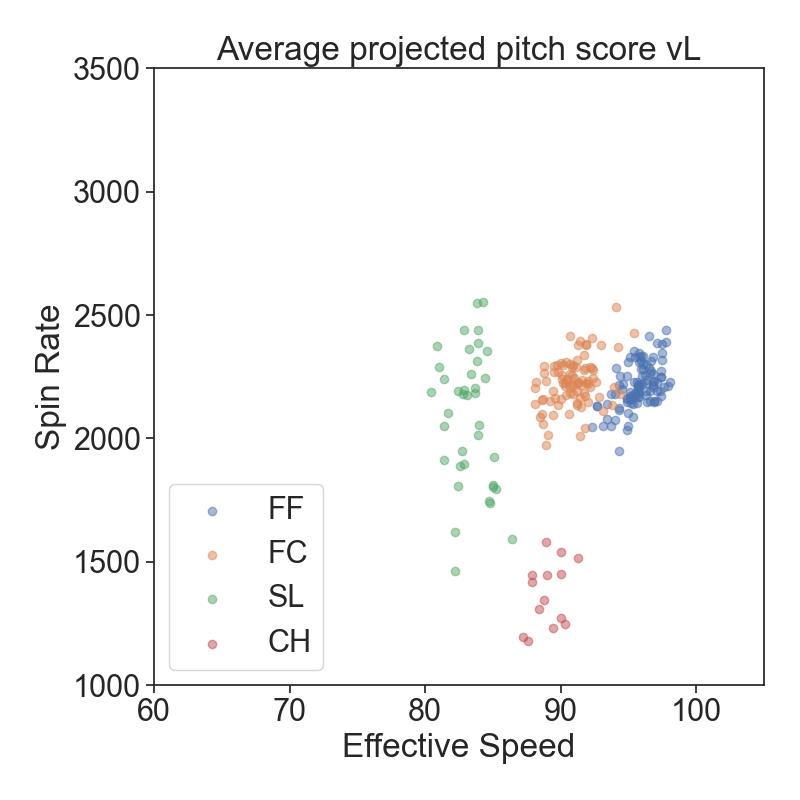 Average projected pitch score vL
3500
3000
2500
2000
1500
1000
Spin Rate
FF
FC
SL
CH
60
70
80
90
100
Effective Speed